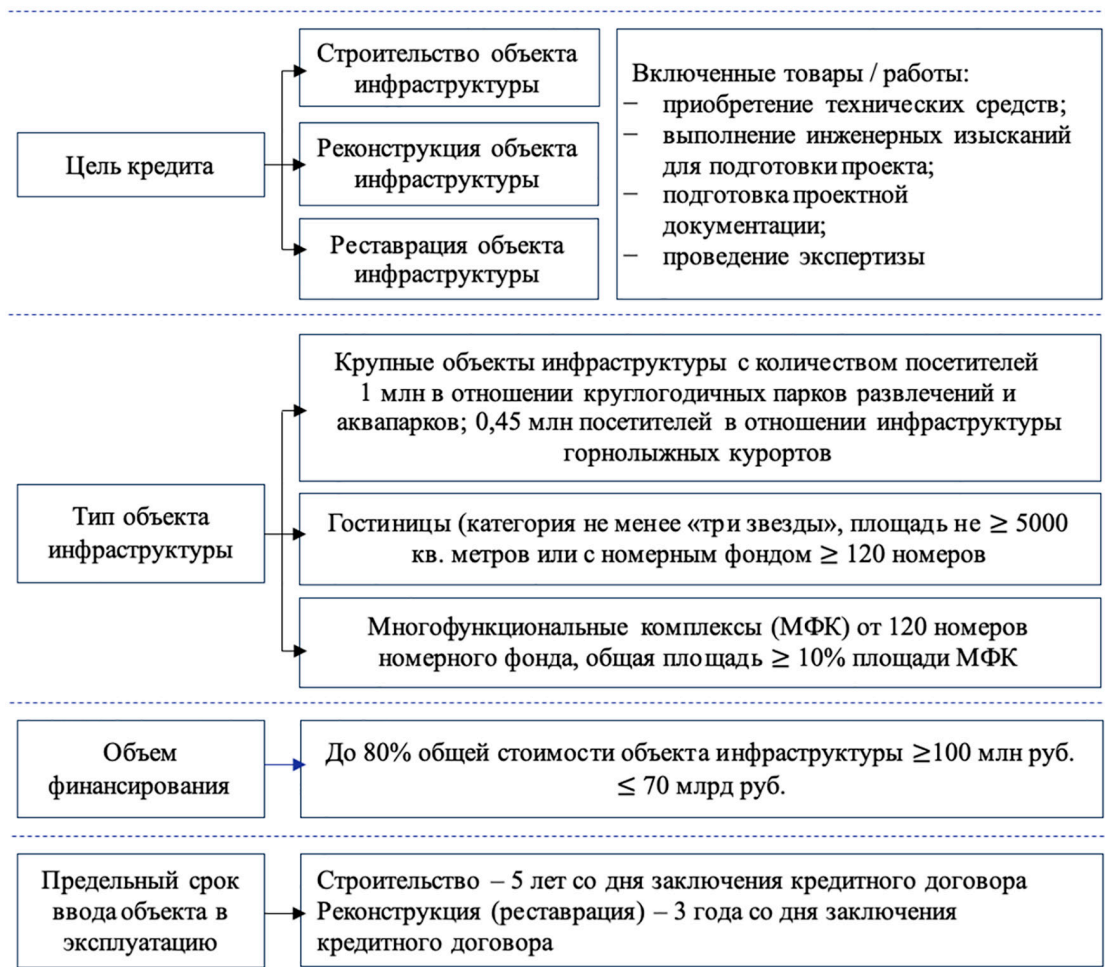 Цель кредита
Строительство объекта
инфраструктуры
Реконструкция объекта
инфраструктуры
Реставрация объекта
инфраструктуры
Включенные товары / работы:
– приобретение технических средств;
– выполнение инженерных изысканий
для подготовки проекта;
– подготовка проектной
документации;
– проведение экспертизы
Тип объекта
инфраструктуры
Крупные объекты инфраструктуры с количеством посетителей
1 млн в отношении круглогодичных парков развлечений и
аквапарков; 0,45 млн посетителей в отношении инфраструктуры
горнолыжных курортов
Гостиницы (категория не менее «три звезды», площадь не ≥ 5000
кв. метров или с номерным фондом ≥ 120 номеров
Многофункциональные комплексы (МФК) от 120 номеров
номерного фонда, общая площадь ≥ 10% площади МФК
Объем
финансирования
До 80% общей стоимости объекта инфраструктуры ≥100 млн руб.
≤ 70 млрд руб.
Предельный срок
ввода объекта в
эксплуатацию
Строительство – 5 лет со дня заключения кредитного договора
Реконструкция (реставрация) – 3 года со дня заключения
кредитного договора